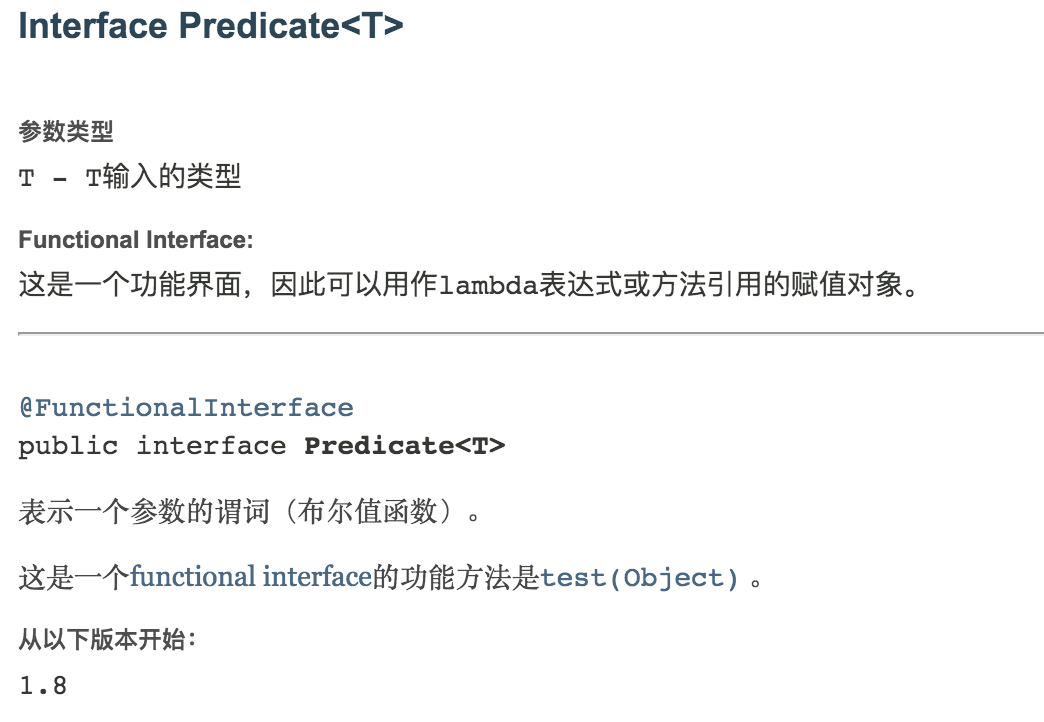 Interface Predicate<T>
参数类型
T - T输入的类型
Functional Interface:
这是一个功能界面，因此可以用作lambda表达式或方法引用的赋值对象。
@FunctionalInterface
public interface Predicate<T>
表示一个参数的谓词（布尔值函数）。
这是一个functional interface的功能方法是test(Object) 。
从以下版本开始：
1.8